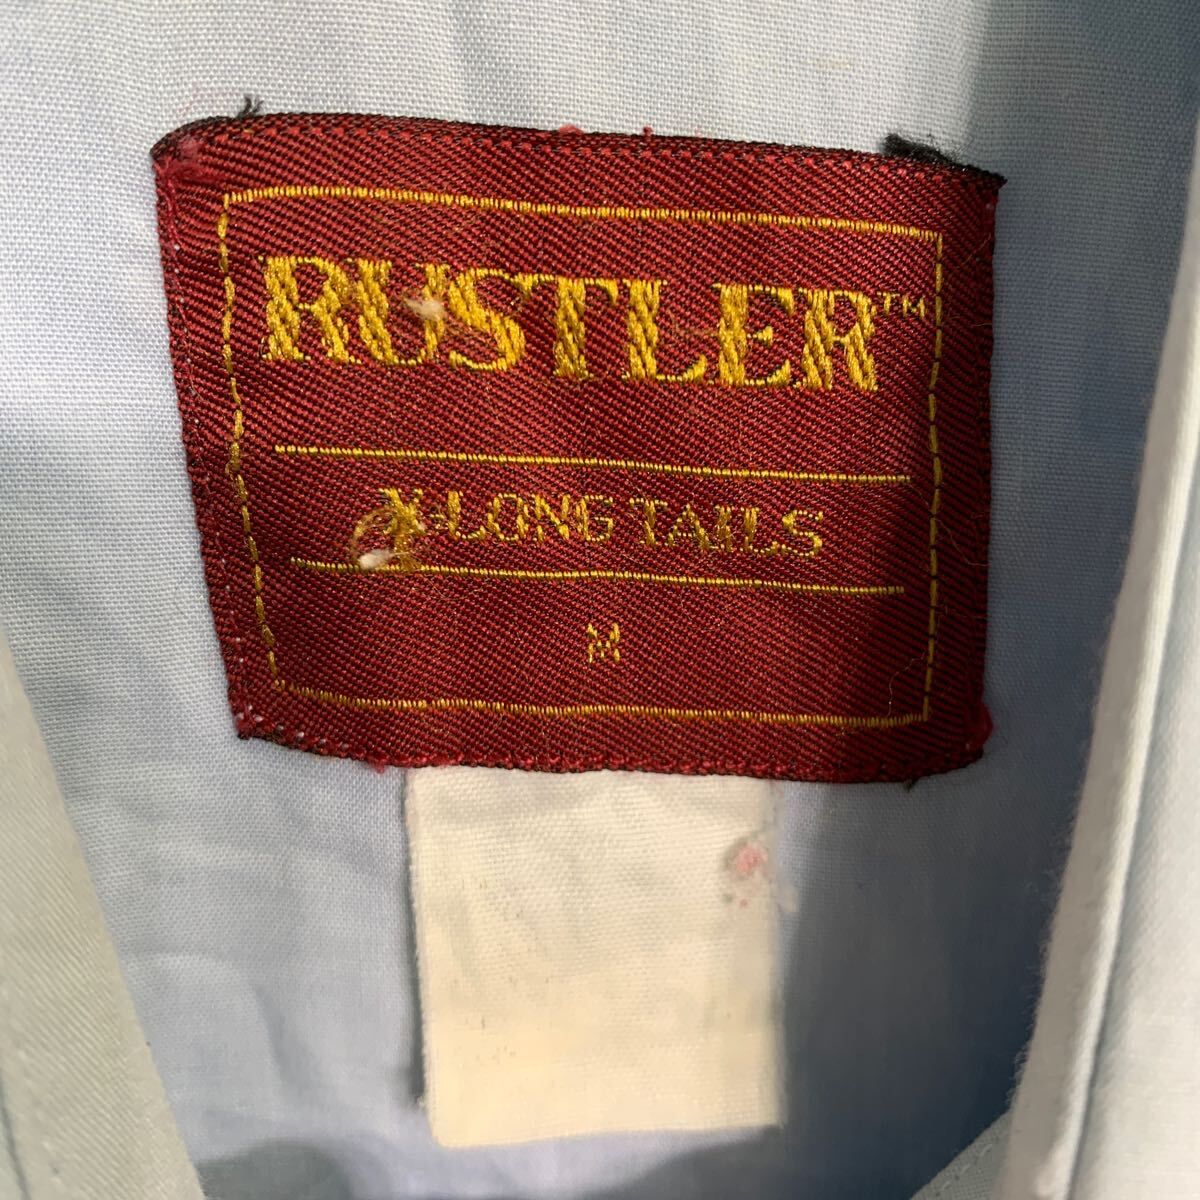 RUSTLER™
X-LONG TAILS
M